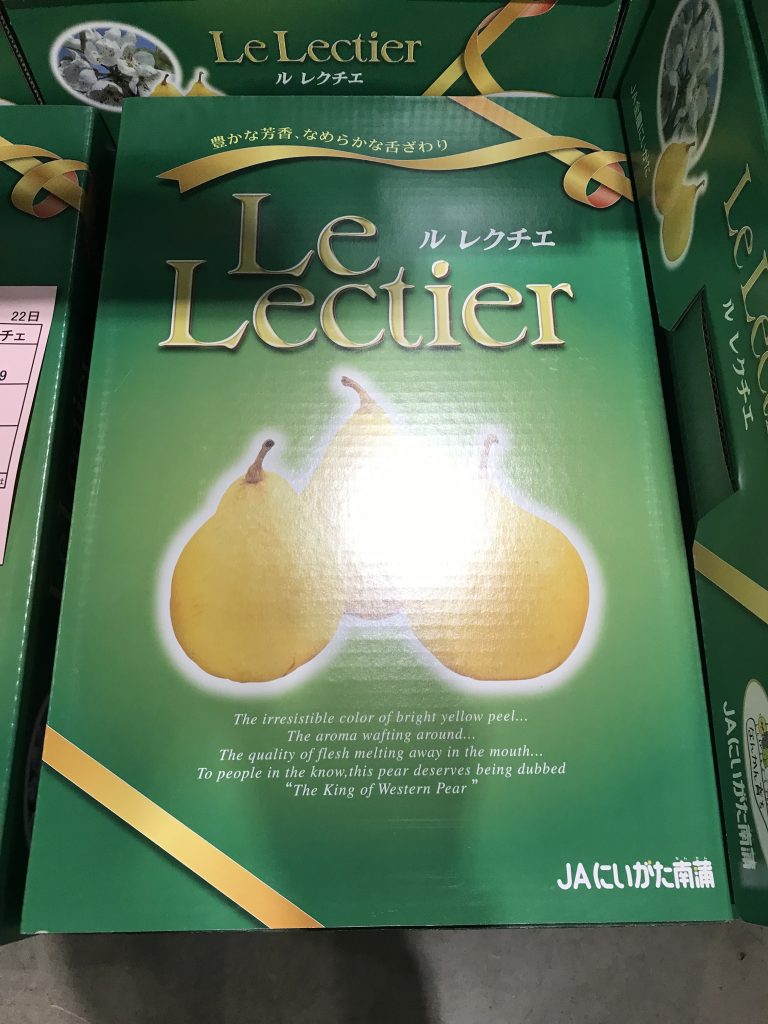 Le Lectier
ル レクチエ
豊かな芳香、なめらかな舌ざわり
Le
ル レクチエ
Lectier
The irresistible color of bright yellow peel...
The aroma wafting around...
The quality of flesh melting away in the mouth...
To people in the know,this pear deserves being dubbed
“The King of Western Pear”
JAにいがた南蒲
22日
チェ
9
ル レクチエ
JAにいがた南蒲